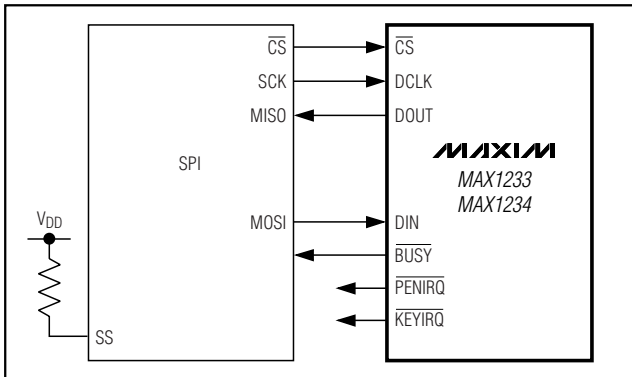 CS CS
SCK DCLK
MISO DOUT
SPI
MAXIM
MAX1233
MAX1234
VDD
MOSI DIN
BUSY
PENIRQ
KEYIRQ
SS